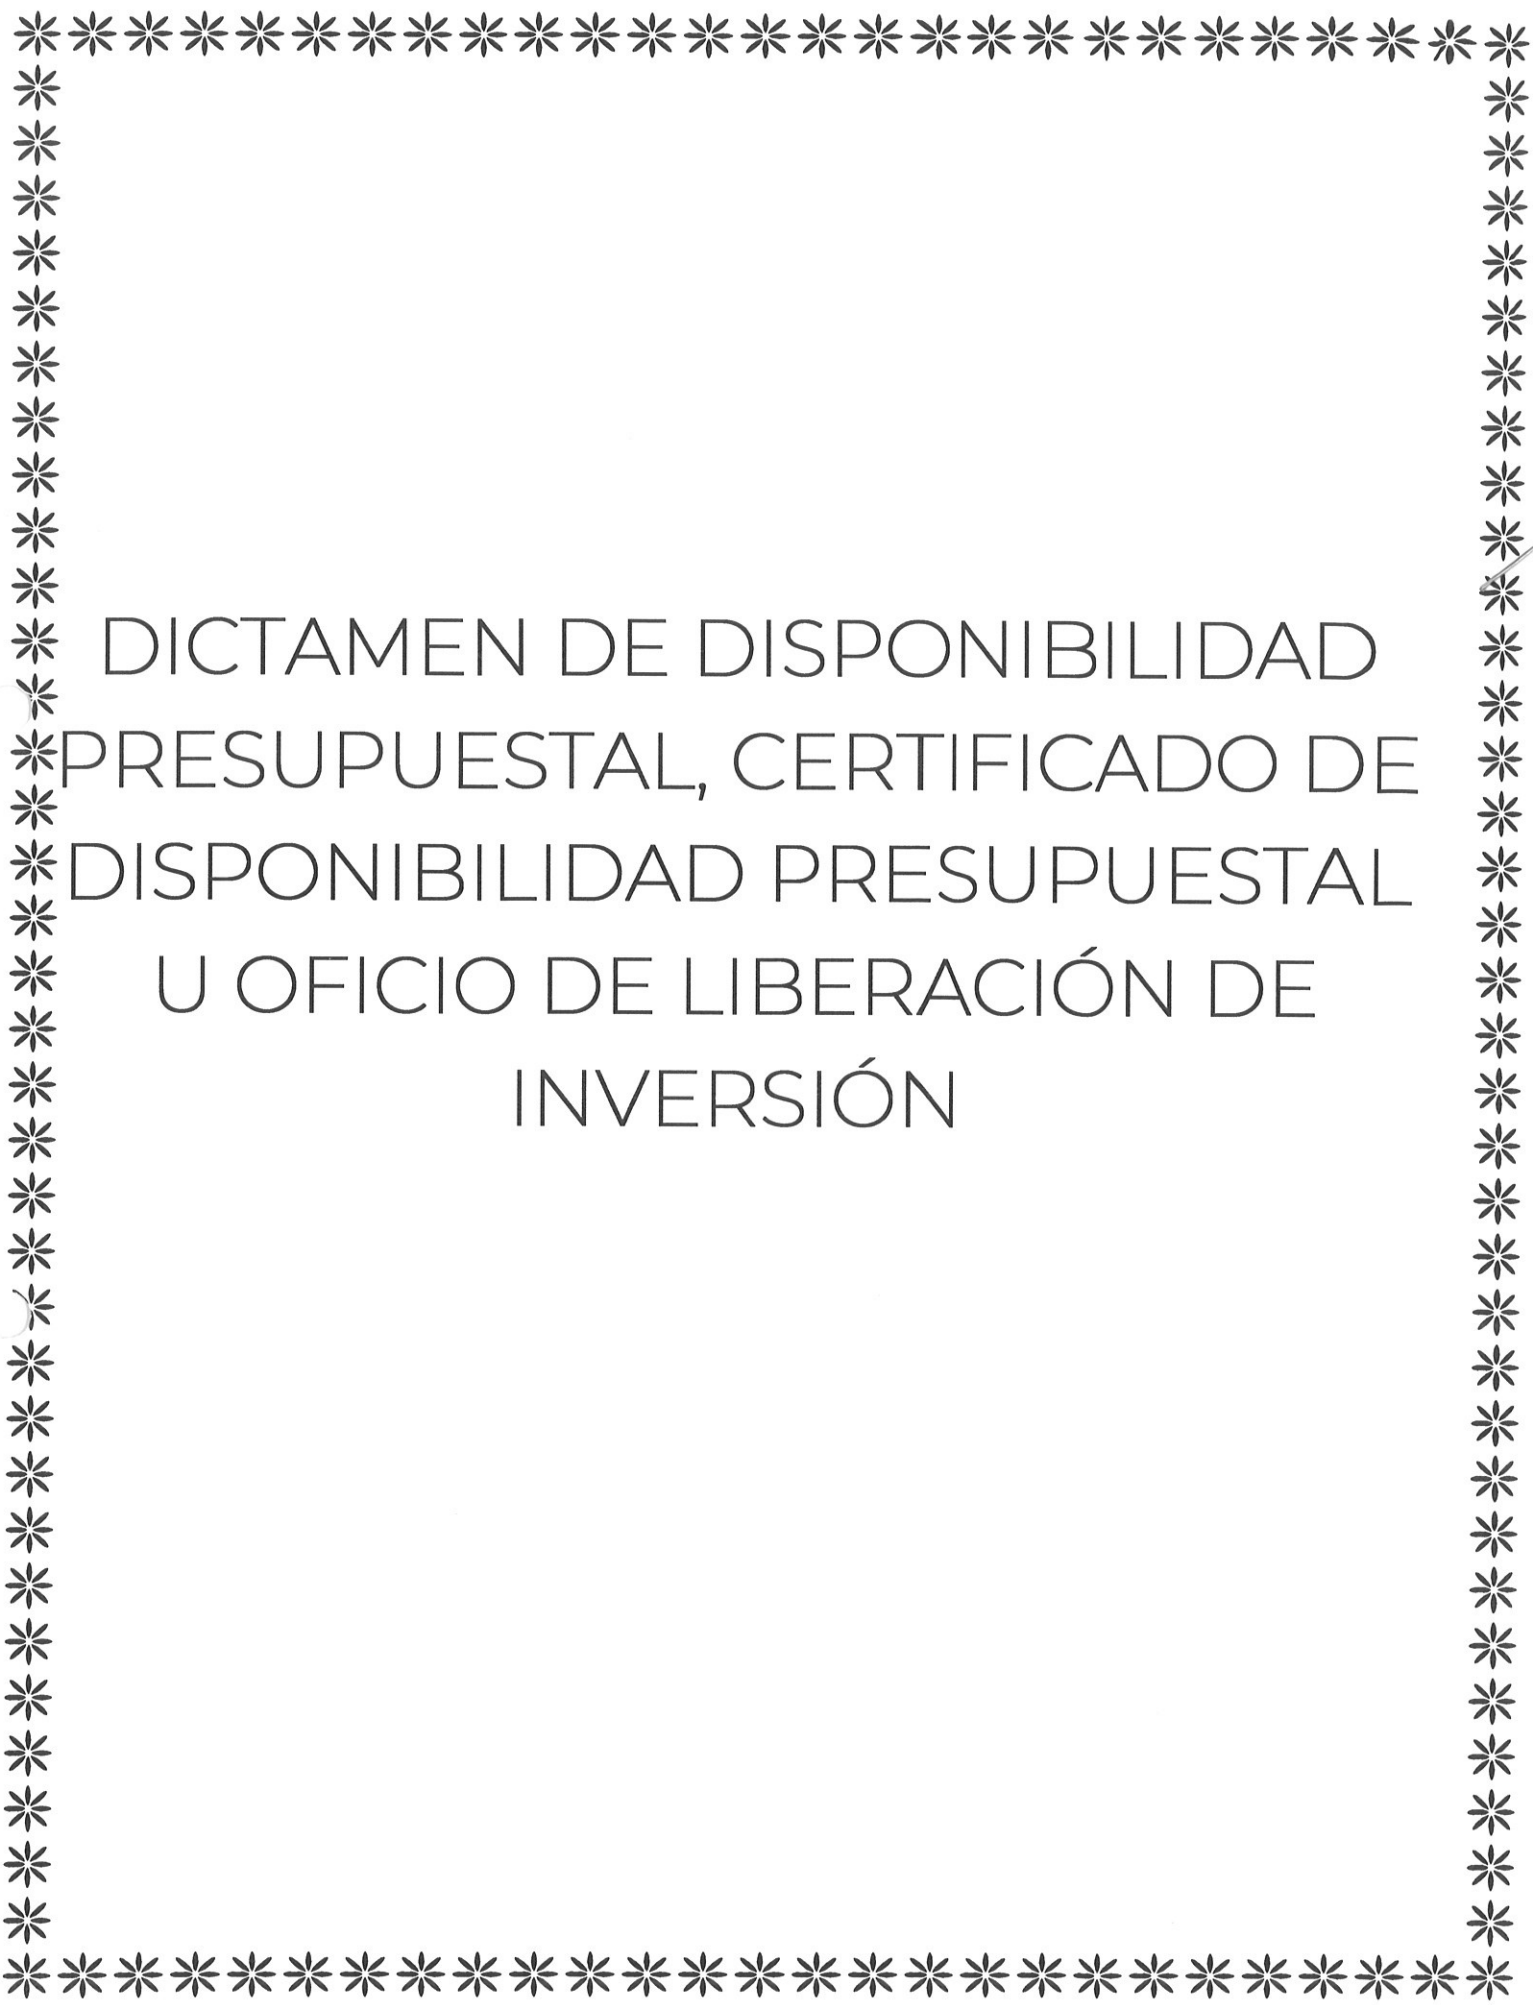 DICTAMEN DE DISPONIBILIDAD
PRESUPUESTAL, CERTIFICADO DE
DISPONIBILIDAD PRESUPUESTAL
U OFICIO DE LIBERACIÓN DE
INVERSIÓN